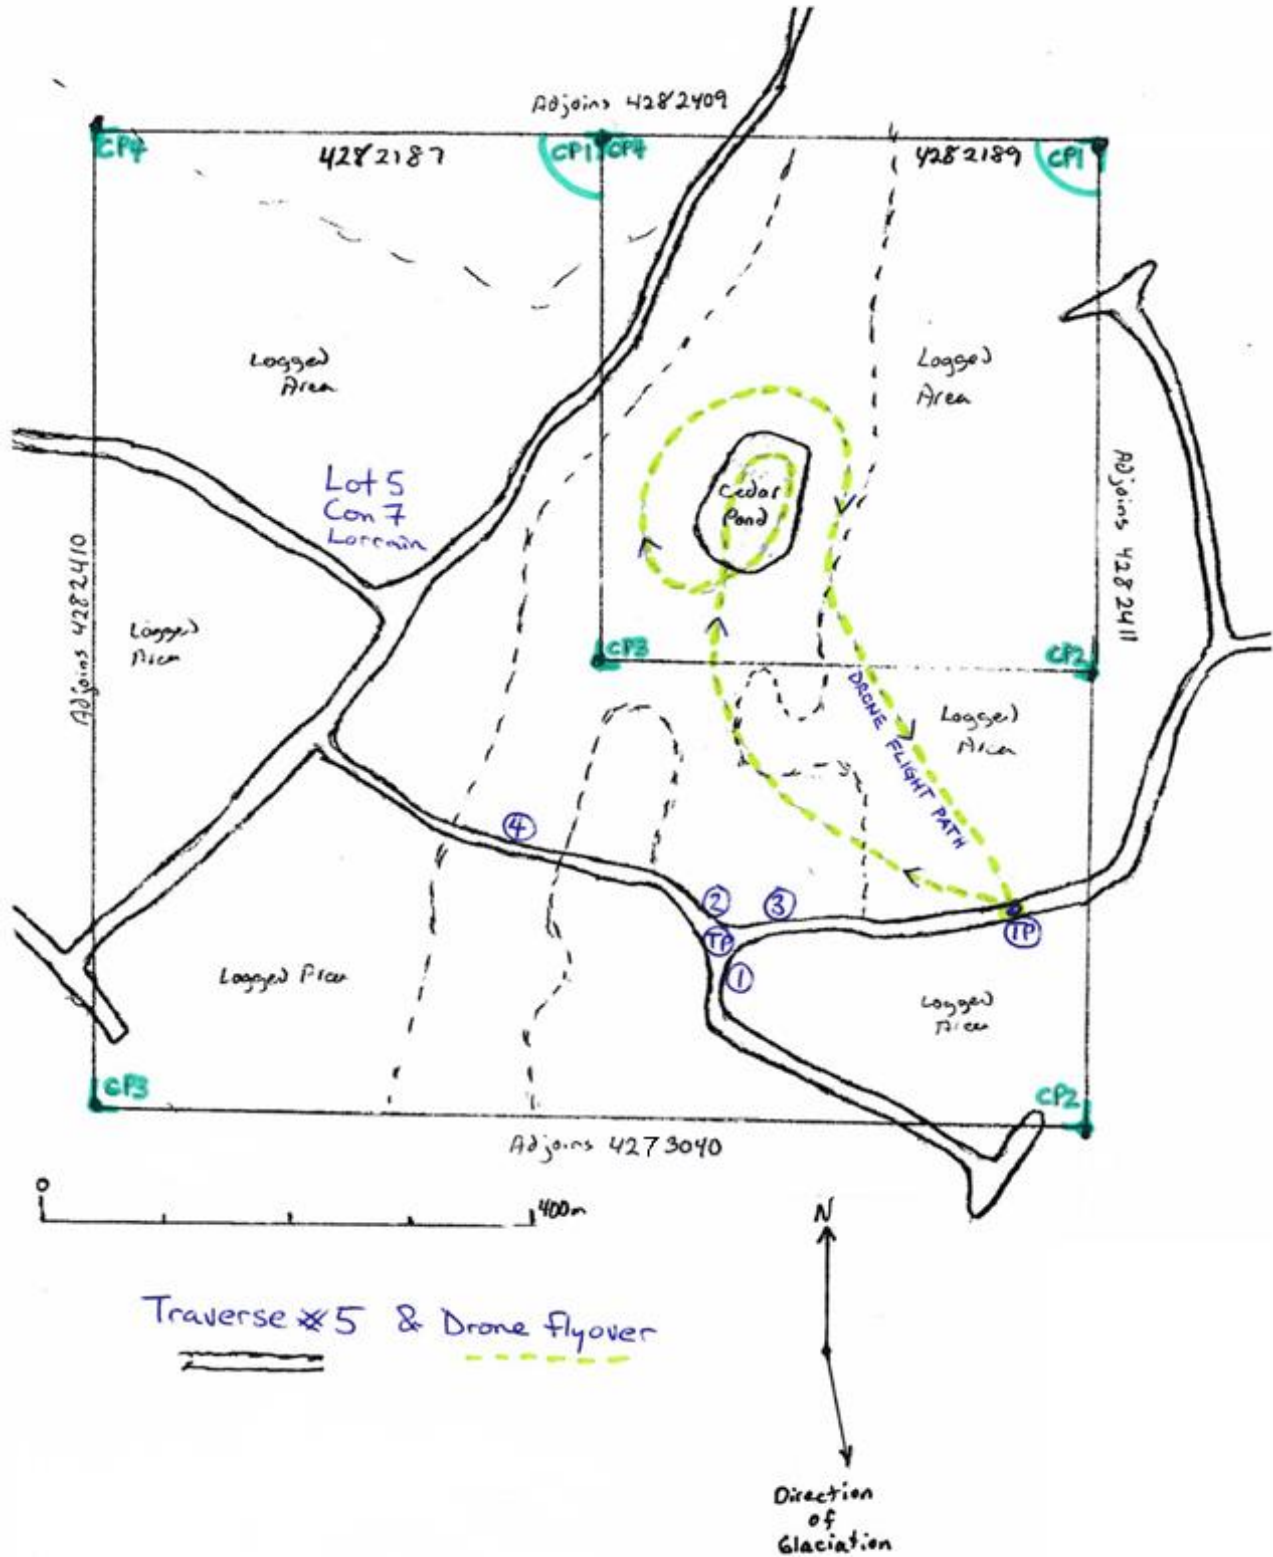 Adjoins 4282409
CP4
4282187
CP1
CP4
4282189
CP1
Logged
Area
Logged
Area
Cedar
Pond
Lot 5
Con 7
Lorrain
Adjoins 4282411
Adjoins 4282410
Logged
Area
CP3
CP2
DRONE FLIGHT PATH
Logged
Area
4
2
3
TP
TP
1
Logged Area
Logged
Area
CP3
CP2
Adjoins 4273040
0
400m
N
Traverse #5 & Drone flyover
Direction
of
Glaciation